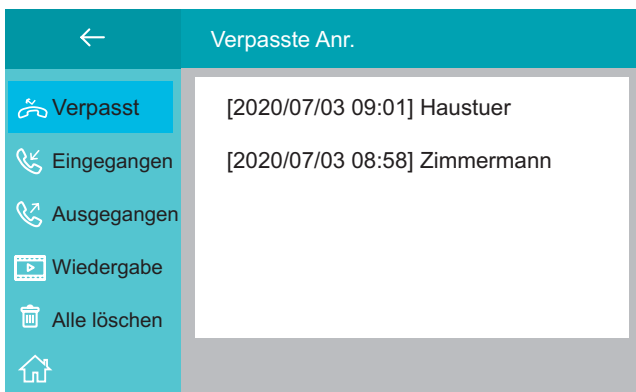 Verpasste Anr.
Verpasst
Eingegangen
Ausgegangen
Wiedergabe
Alle löschen
[2020/07/03 09:01] Haustuer
[2020/07/03 08:58] Zimmermann